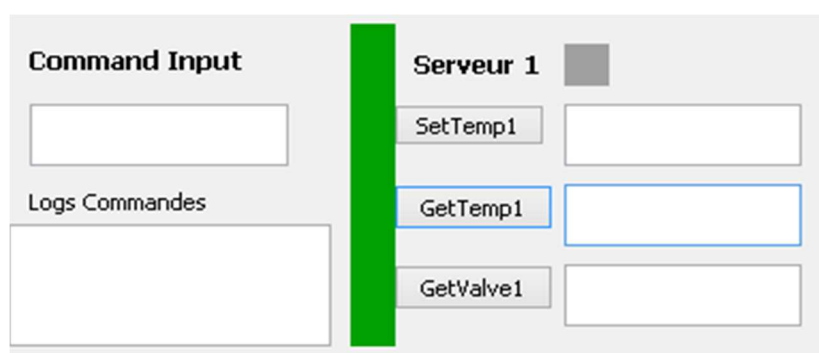 Command Input
Logs Commandes
Serveur 1
SetTemp1
GetTemp1
GetValve1